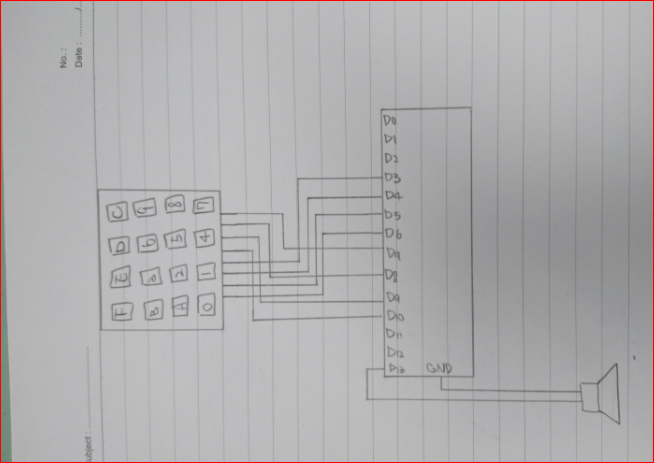 No. :
Date :
ubject :
F E D C
B 3 6 9
A 2 5 8
0 1 4 7
D13 D12 D11 D10 D9 D8 D7 D6 D5 D4 D3 D2 D1 D0
GND